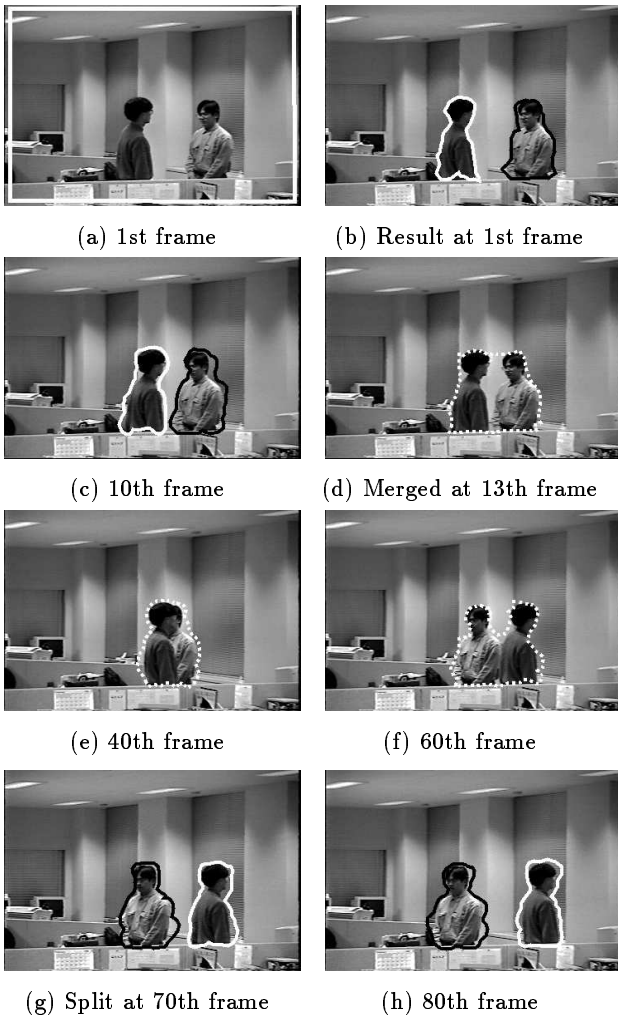 (a) 1st frame
(b) Result at 1st frame
(c) 10th frame
(d) Merged at 13th frame
(e) 40th frame
(f) 60th frame
(g) Split at 70th frame
(h) 80th frame